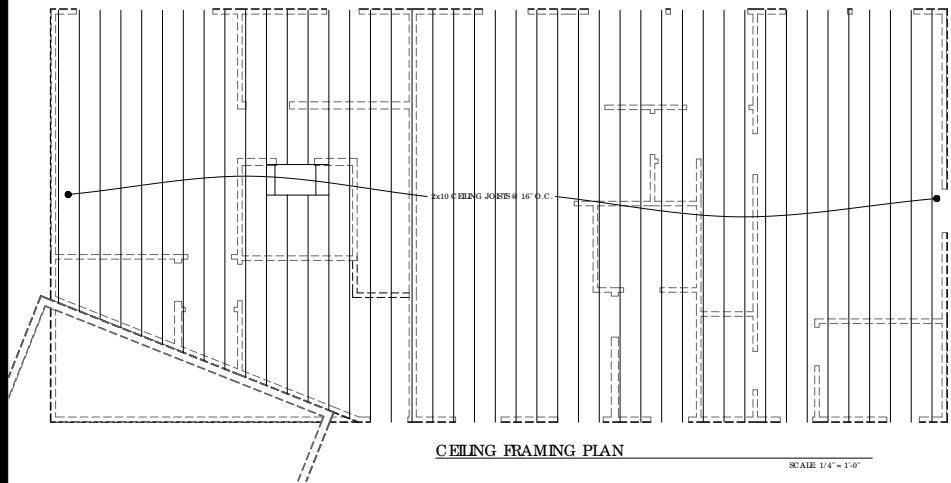 2x10 CEILING JOISTS @ 16" O.C.
CEILING FRAMING PLAN
SCALE: 1/4" = 1'-0"